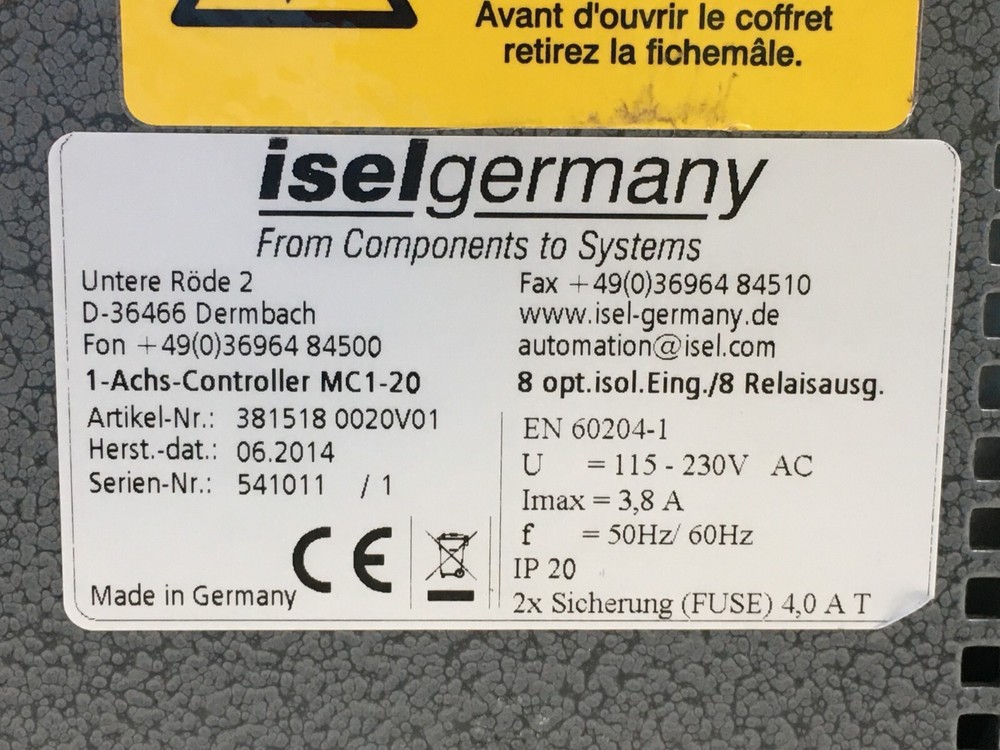 Avant d'ouvrir le coffret
retirez la fichemâle.
iselgermany
From Components to Systems
Untere Röde 2
D-36466 Dermbach
Fon +49(0)36964 84500
Fax +49(0)36964 84510
www.isel-germany.de
automation@isel.com
1-Achs-Controller MC1-20
8 opt.isol.Eing./8 Relaisausg.
Artikel-Nr.: 381518 0020V01
Herst.-dat.: 06.2014
Serien-Nr.: 541011 / 1
CE
Made in Germany
EN 60204-1
U = 115 - 230V AC
Imax = 3,8 A
f = 50Hz/ 60Hz
IP 20
2x Sicherung (FUSE) 4,0 A T